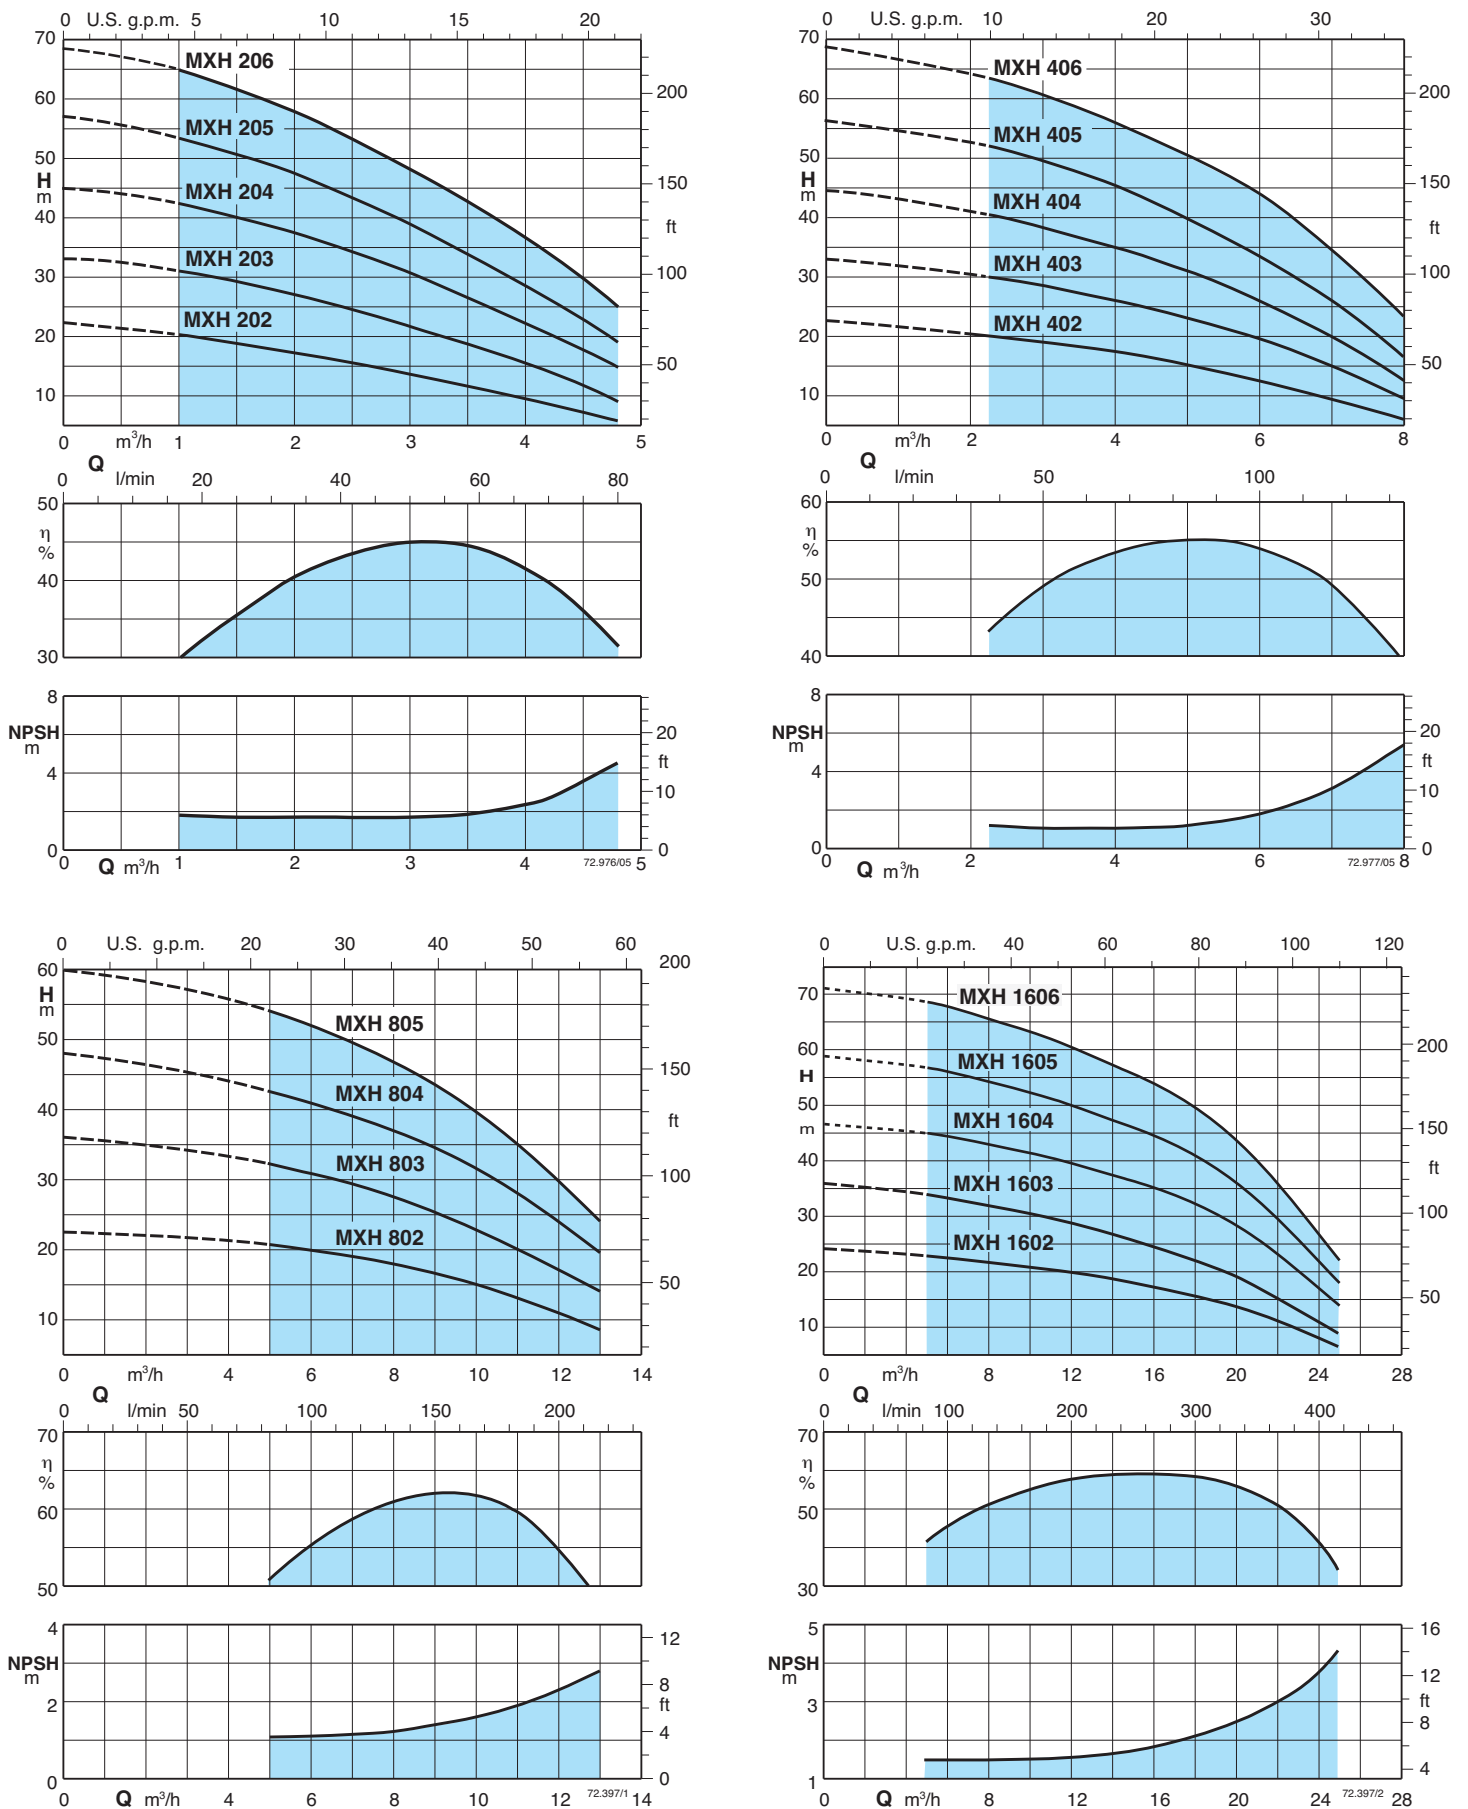 0 U.S. g.p.m. 5 10 15 20
70
60
50
H
m
40
30
20
10
MXH 206
MXH 205
MXH 204
MXH 203
MXH 202
200
150
ft
100
50
0 m³/h 1 2 3 4 5
Q
0 l/min 20 40 60 80
50
η
%
40
30
8
NPSH
m
4
0
20
ft
10
0
0 Q m³/h 1 2 3 4 72.976/05 5
0 U.S. g.p.m. 10 20 30
70
60
50
H
m
40
30
20
10
MXH 406
MXH 405
MXH 404
MXH 403
MXH 402
200
150
ft
100
50
0 m³/h 2 4 6 8
Q
0 l/min 50 100
60
η
%
50
40
8
NPSH
m
4
0
20
ft
10
0
0 Q m³/h 2 4 6 72.977/05 8
0 U.S. g.p.m. 20 30 40 50 60
60
H
m
50
40
30
20
10
MXH 805
MXH 804
MXH 803
MXH 802
200
150
ft
100
50
0 m³/h 4 6 8 10 12 14
Q
0 l/min 50 100 150 200
70
η
%
60
50
4
NPSH
m
2
0
12
8
ft
4
0
0 Q m³/h 4 6 8 10 12 72.397/1 14
0 U.S. g.p.m. 40 60 80 100 120
70
60
H
50
m
40
30
20
10
MXH 1606
MXH 1605
MXH 1604
MXH 1603
MXH 1602
200
150
ft
100
50
0 m³/h 8 12 16 20 24 28
Q
0 l/min 100 200 300 400
70
η
%
50
30
5
NPSH
m
3
1
16
12
ft
8
4
0 Q m³/h 8 12 16 20 24 72.397/2 28